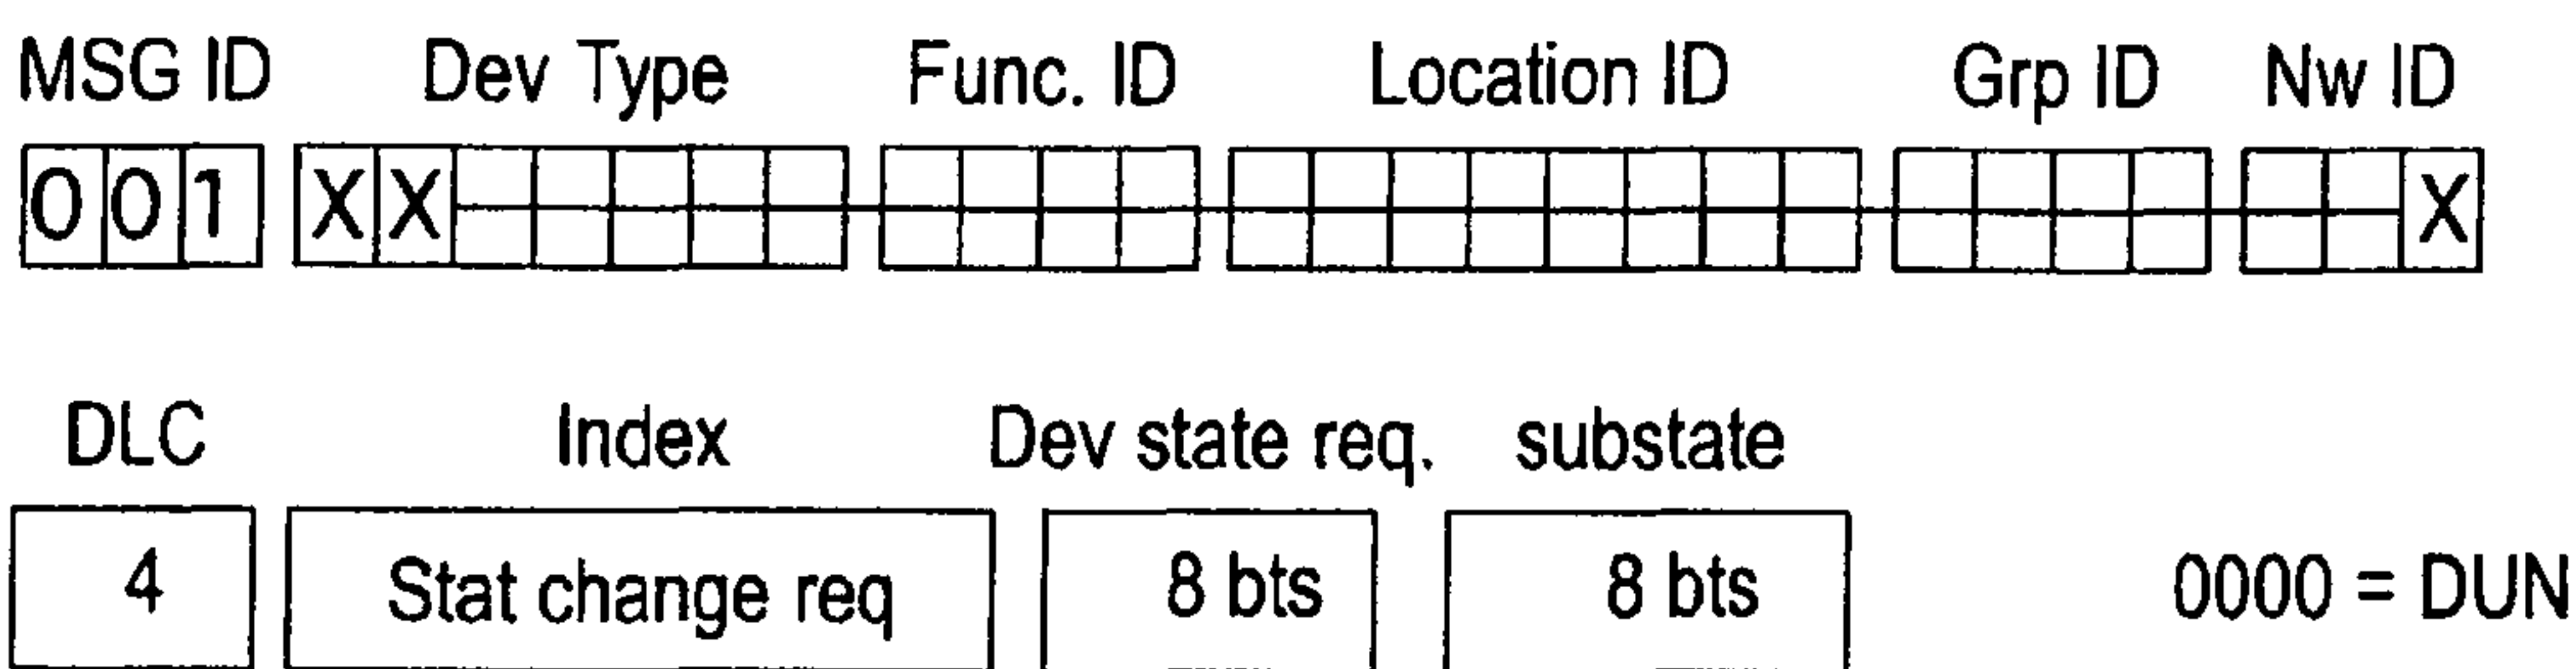 MSG ID Dev Type Func. ID Location ID Grp ID Nw ID
0 0 1 X X X
DLC Index Dev state req. substate
4 Stat change req 8 bts 8 bts 0000 = DUN